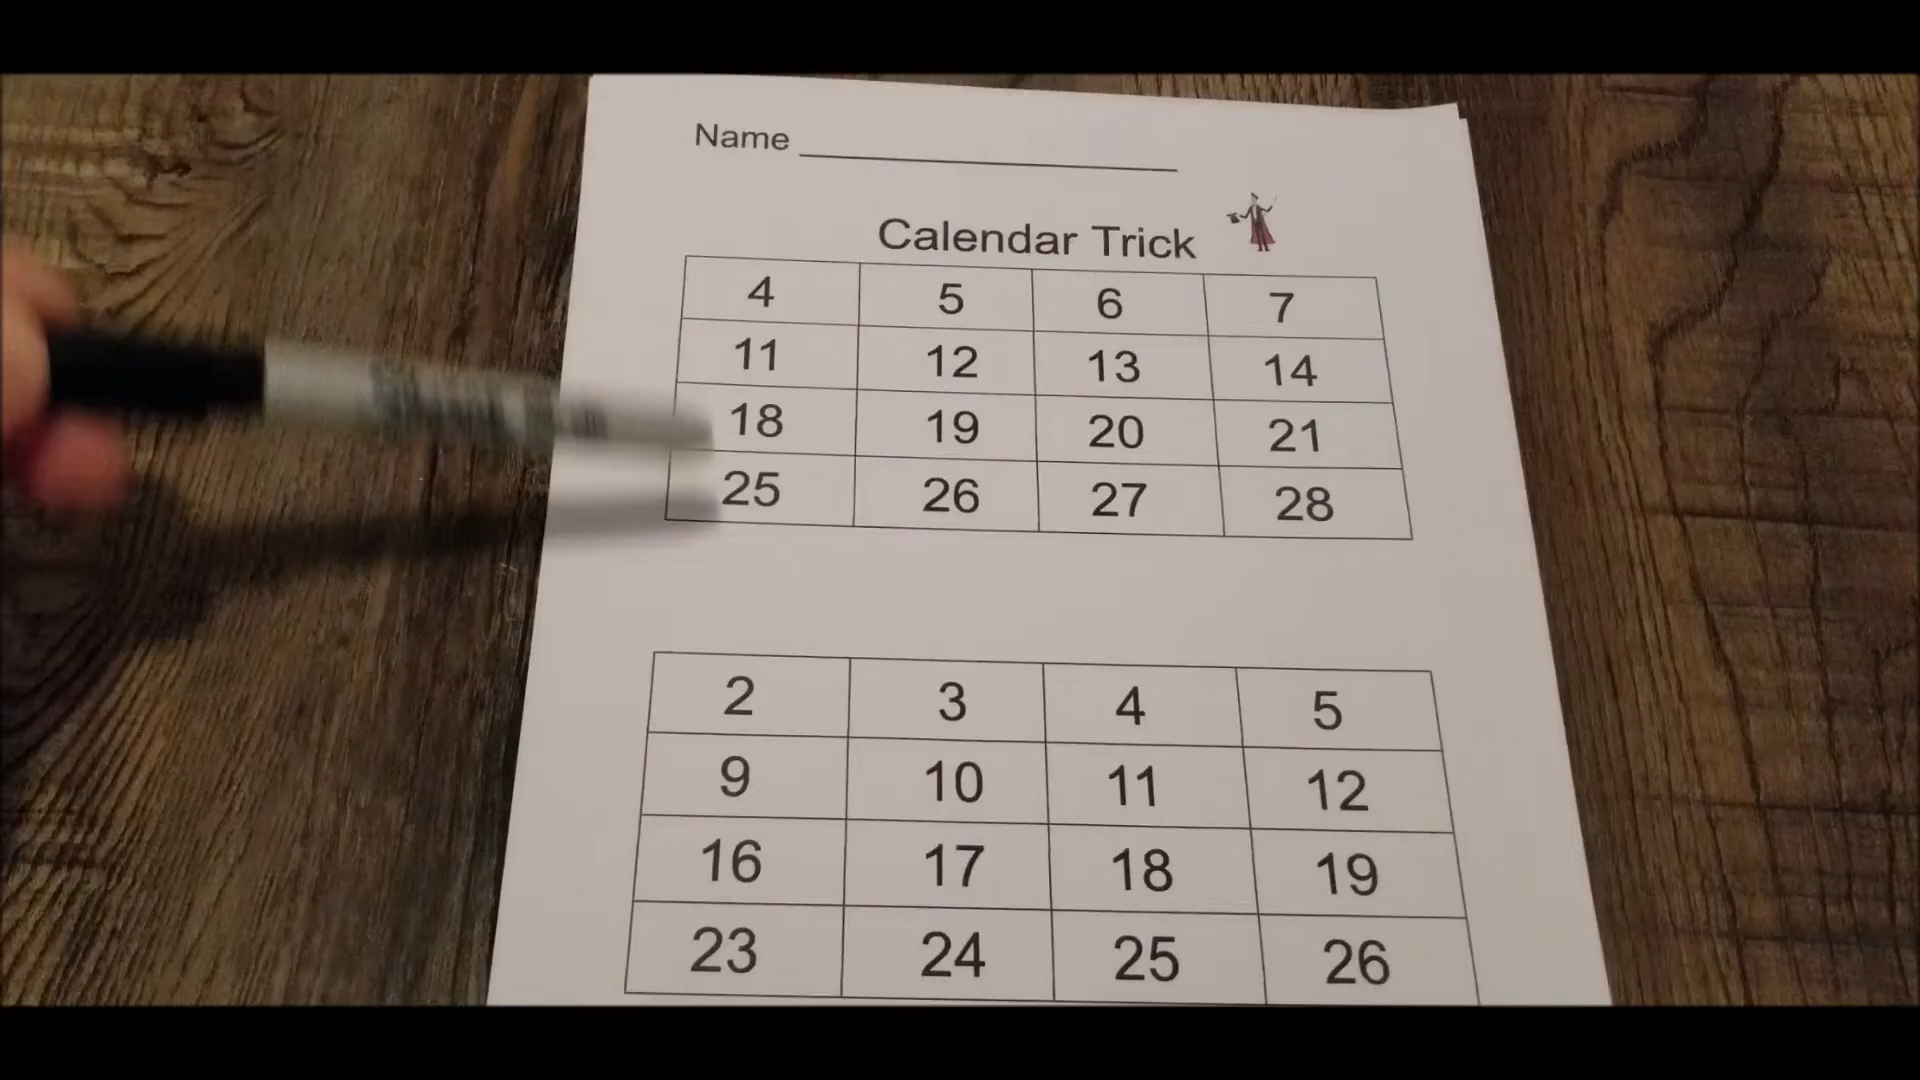 Name
Calendar Trick
4 5 6 7
11 12 13 14
18 19 20 21
25 26 27 28
2 3 4 5
9 10 11 12
16 17 18 19
23 24 25 26